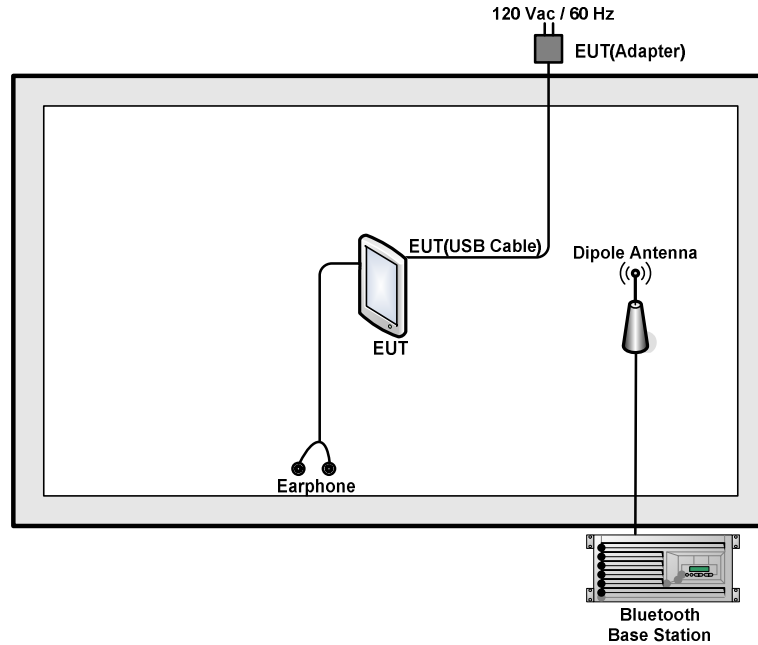 120 Vac / 60 Hz
EUT(Adapter)
EUT(USB Cable)
Dipole Antenna
EUT
Earphone
Bluetooth
Base Station